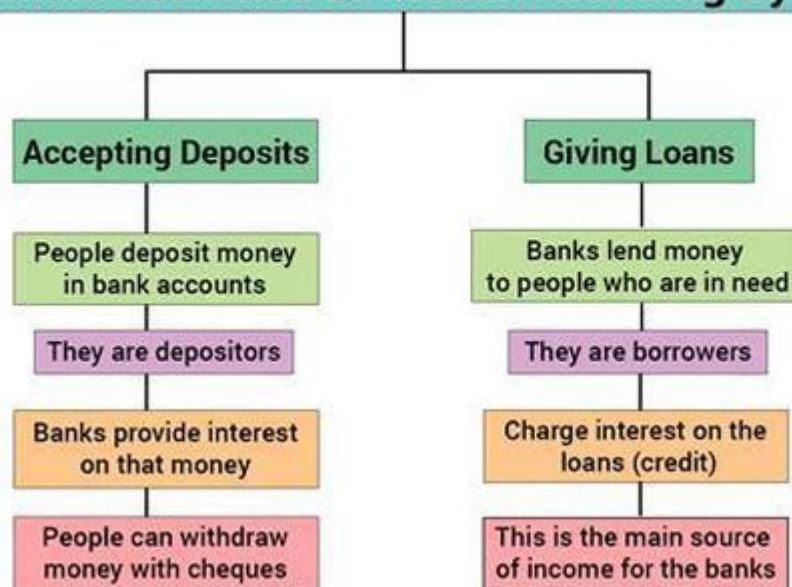 Accepting Deposits
People deposit money
in bank accounts
They are depositors
Banks provide interest
on that money
People can withdraw
money with cheques
Giving Loans
Banks lend money
to people who are in need
They are borrowers
Charge interest on the
loans (credit)
This is the main source
of income for the banks